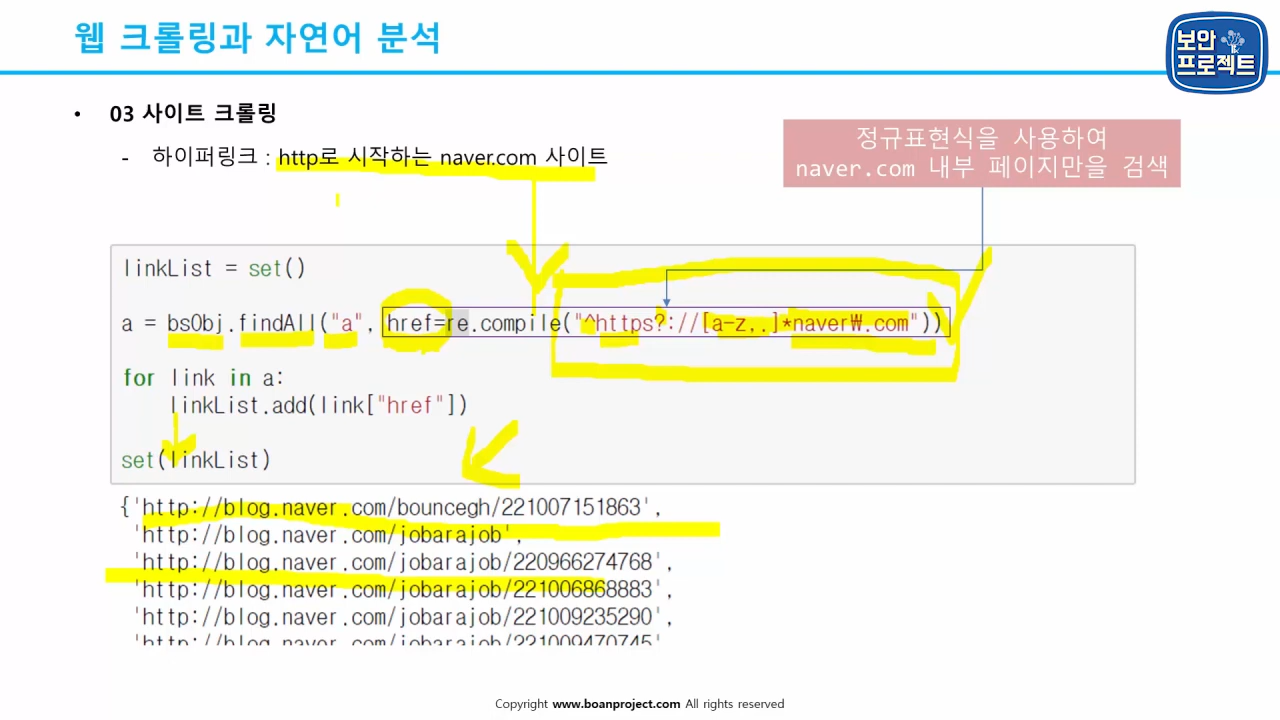 웹 크롤링과 자연어 분석
보안
프로젝트
• 03 사이트 크롤링
- 하이퍼링크 : http로 시작하는 naver.com 사이트
정규표현식을 사용하여
naver.com 내부 페이지만을 검색
linkList = set()
a = bsObj.findAll("a", href=re.compile("^https?://[a-z,.]*naver₩.com"))
for link in a:
    linkList.add(link["href"])
set(linkList)
{'http://blog.naver.com/bouncegh/221007151863',
'http://blog.naver.com/jobarajob',
'http://blog.naver.com/jobarajob/220966274768',
'http://blog.naver.com/jobarajob/221006868883',
'http://blog.naver.com/jobarajob/221009235290',
'http://blog.naver.com/jobarajob/221009470745'
Copyright www.boanproject.com All rights reserved